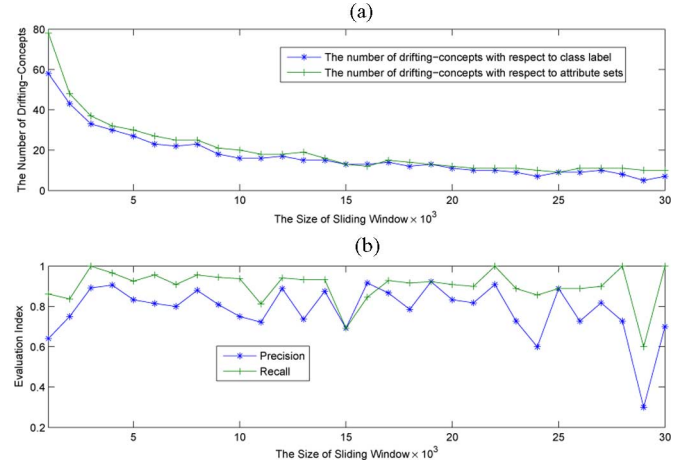 (a)
80
60
40
20
0
The Number of Drifting-Concepts
The number of drifting-concepts with respect to class label
The number of drifting-concepts with respect to attribute sets
5 10 15 20 25 30
The Size of Sliding Window × 10³
(b)
1
0.8
0.6
0.4
0.2
Evaluation Index
Precision
Recall
5 10 15 20 25 30
The Size of Sliding Window × 10³